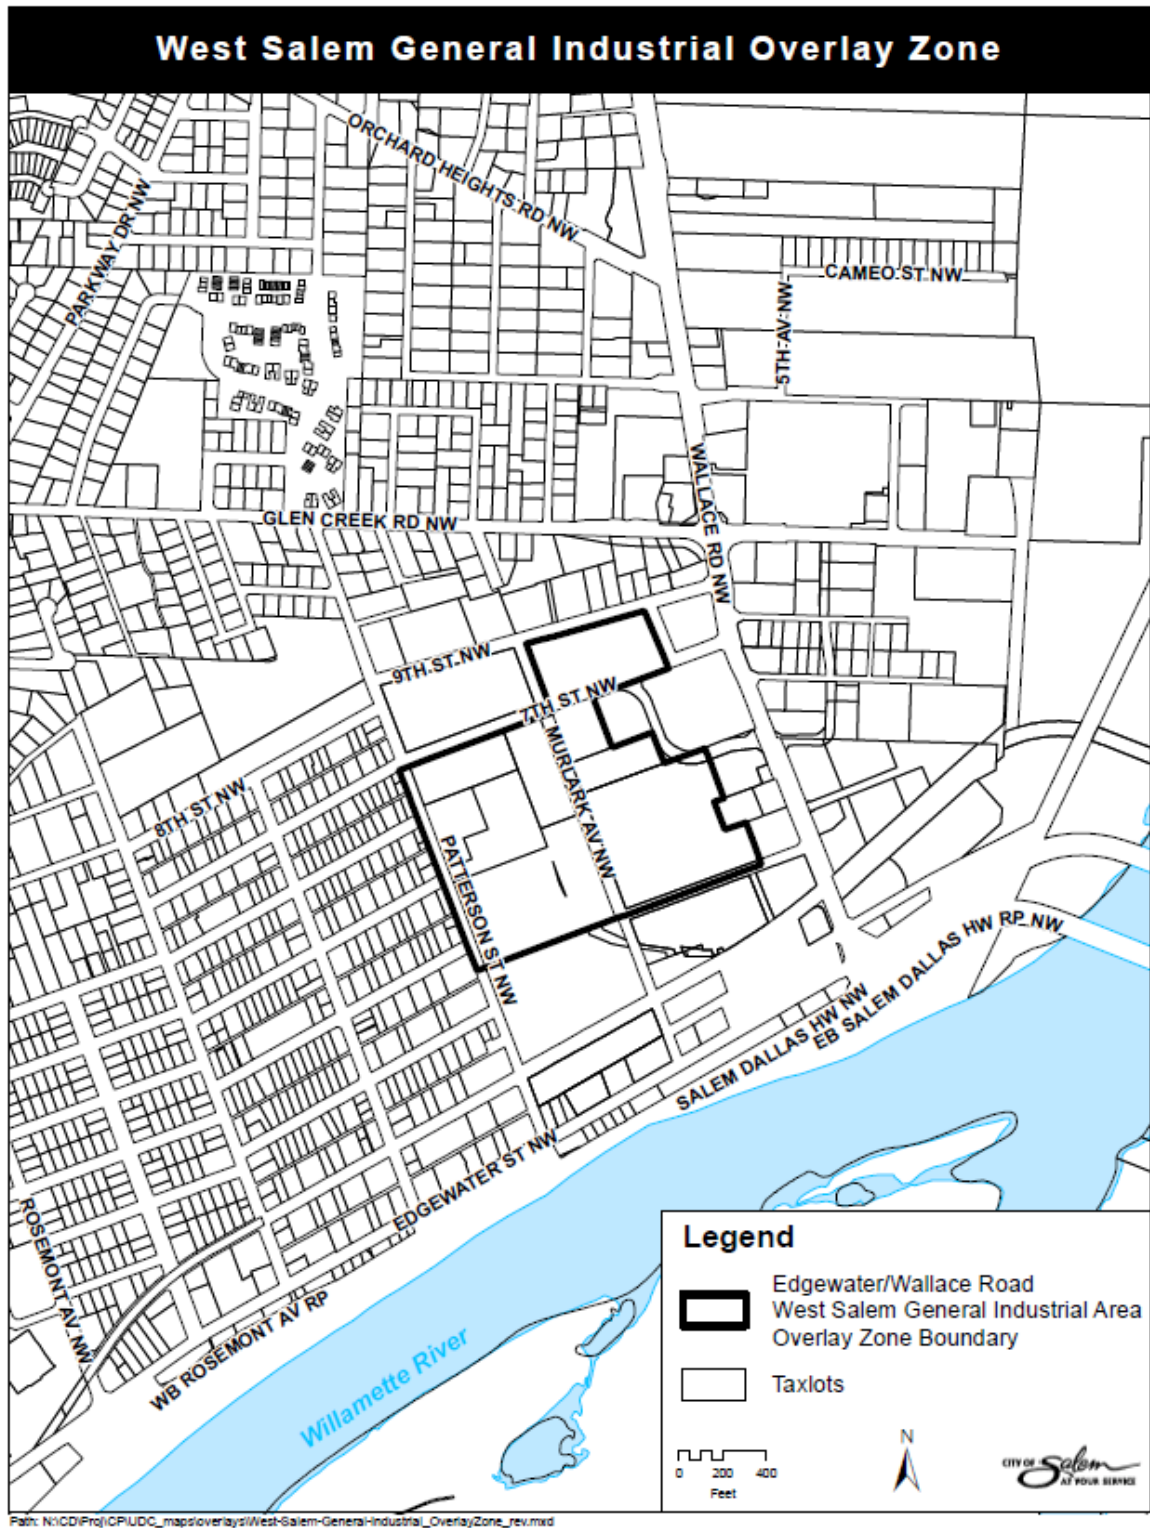 West Salem General Industrial Overlay Zone
ORCHARD HEIGHTS RD NW
PARKWAY DR NW
CAMEO ST NW
5TH AV NW
WALLACE RD NW
GLEN CREEK RD NW
9TH ST NW
7TH ST NW
MURLARK AV NW
8TH ST NW
PATTERSON ST NW
SALEM DALLAS HW NW
EB SALEM DALLAS HW RP NW
EDGEWATER ST NW
ROSEMONT AV NW
WB ROSEMONT AV RP
Willamette River
Legend
Edgewater/Wallace Road
West Salem General Industrial Area
Overlay Zone Boundary
Taxlots
N
0 200 400
Feet
CITY OF Salem
AT YOUR SERVICE
Path: N:\CD\Proj\CP\UDC_maps\overlays\West-Salem-General-Industrial_OverlayZone_rev.mxd